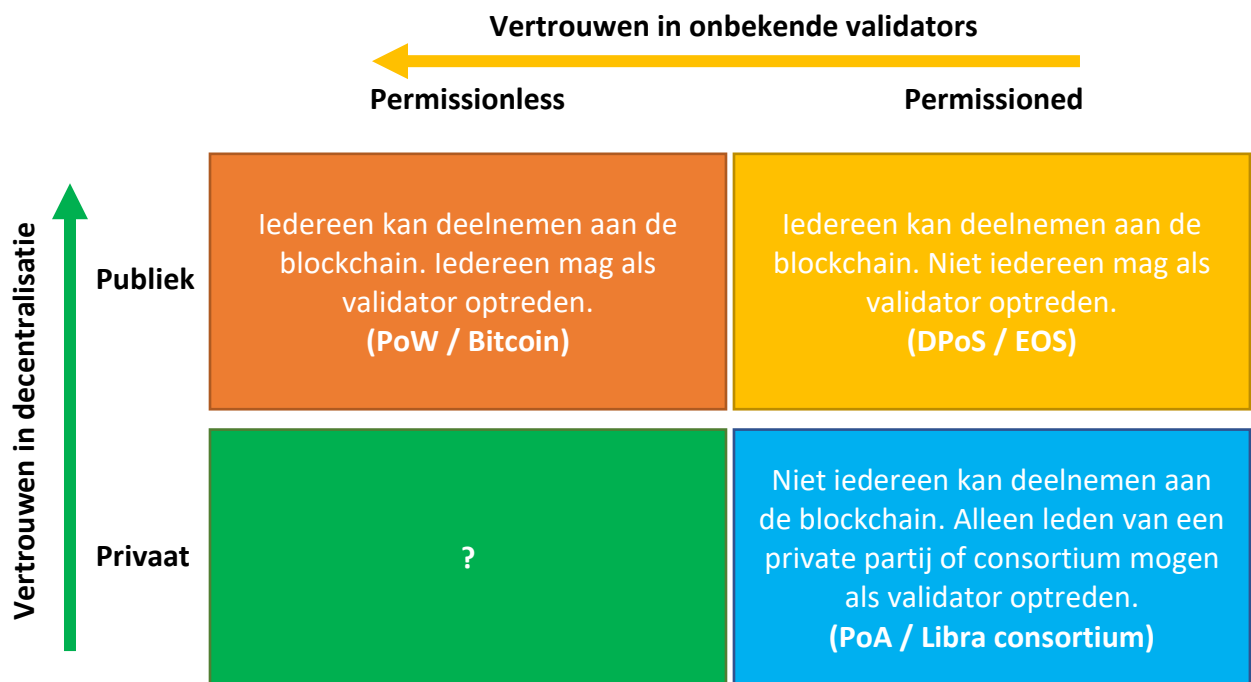 Vertrouwen in onbekende validators
Permissionless
Permissioned
Vertrouwen in decentralisatie
Publiek
Iedereen kan deelnemen aan de
blockchain. Iedereen mag als
validator optreden.
(PoW / Bitcoin)
Iedereen kan deelnemen aan de
blockchain. Niet iedereen mag als
validator optreden.
(DPoS / EOS)
Privaat
?
Niet iedereen kan deelnemen aan
de blockchain. Alleen leden van een
private partij of consortium mogen
als validator optreden.
(PoA / Libra consortium)